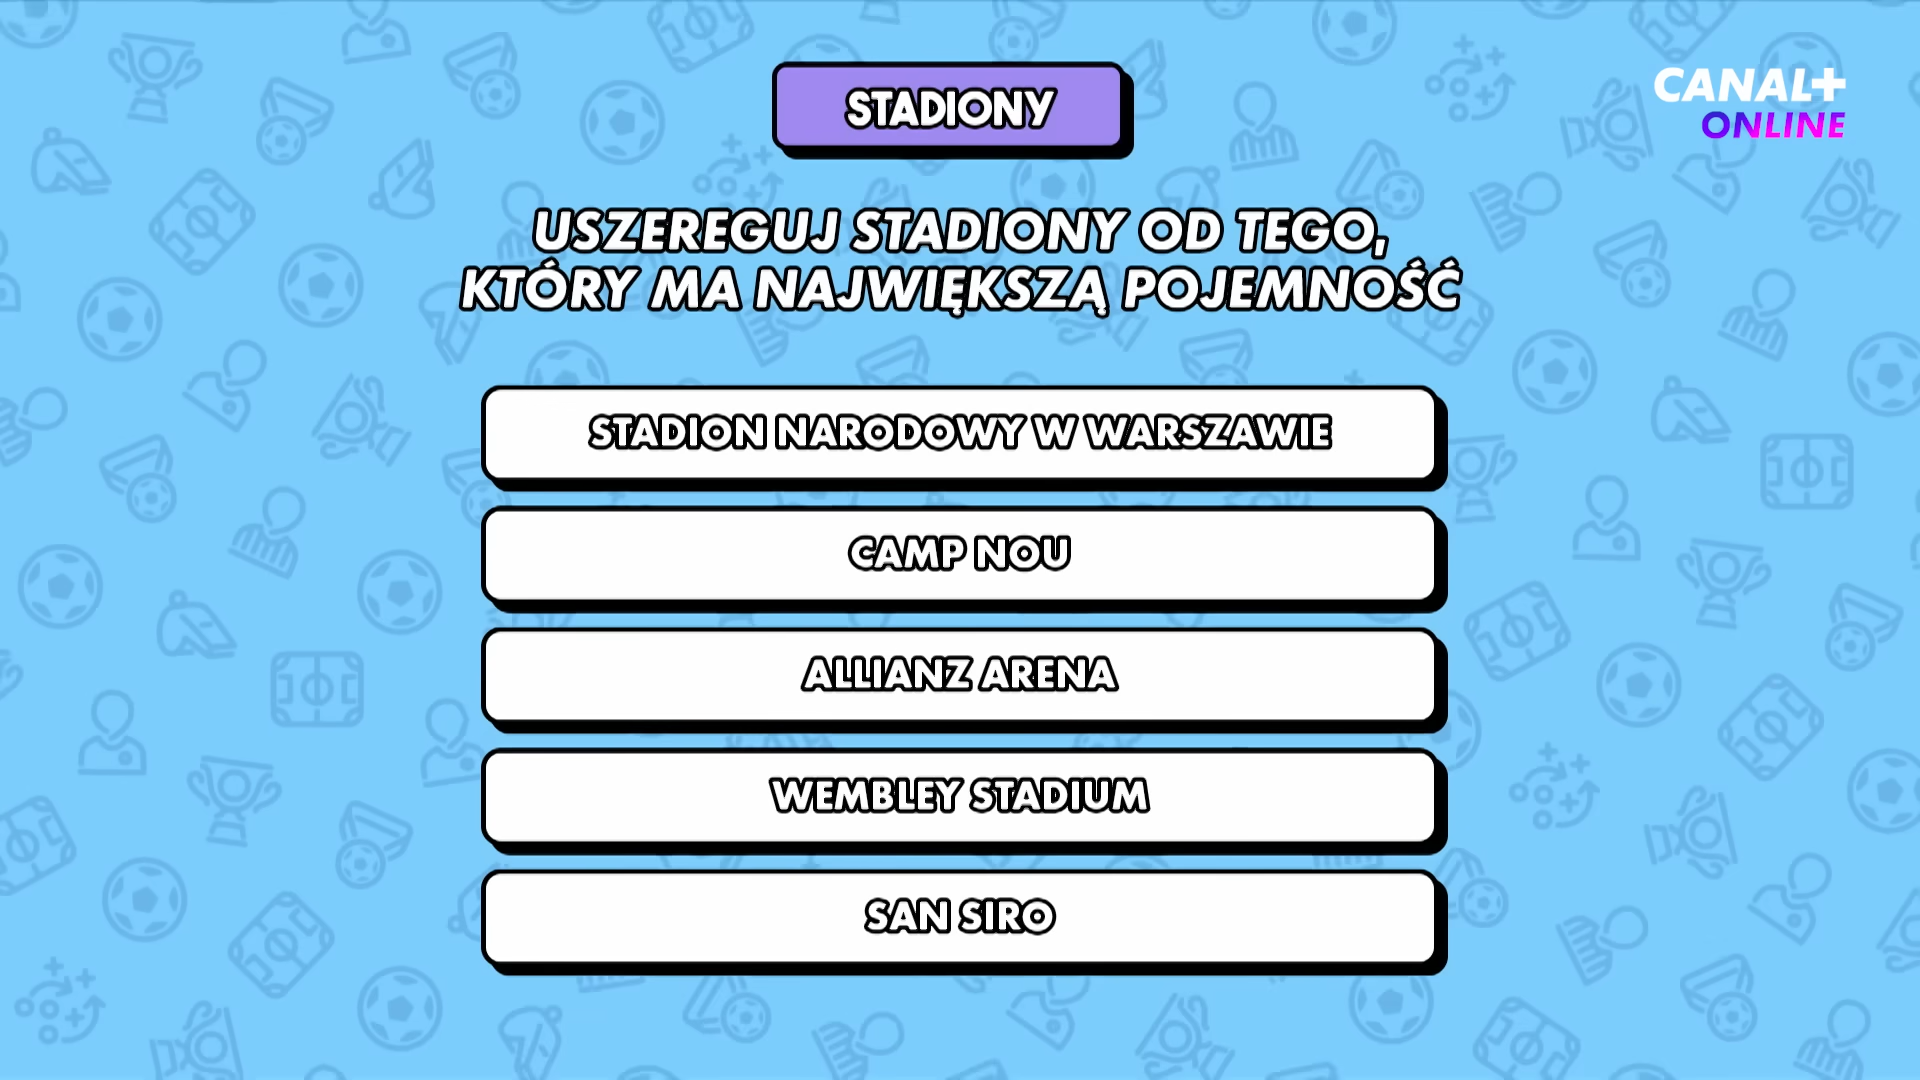 STADIONY
CANAL+
ONLINE
USZEREGUJ STADIONY OD TEGO,
KTÓRY MA NAJWIĘKSZĄ POJEMNOŚĆ
STADION NARODOWY W WARSZAWIE
CAMP NOU
ALLIANZ ARENA
WEMBLEY STADIUM
SAN SIRO